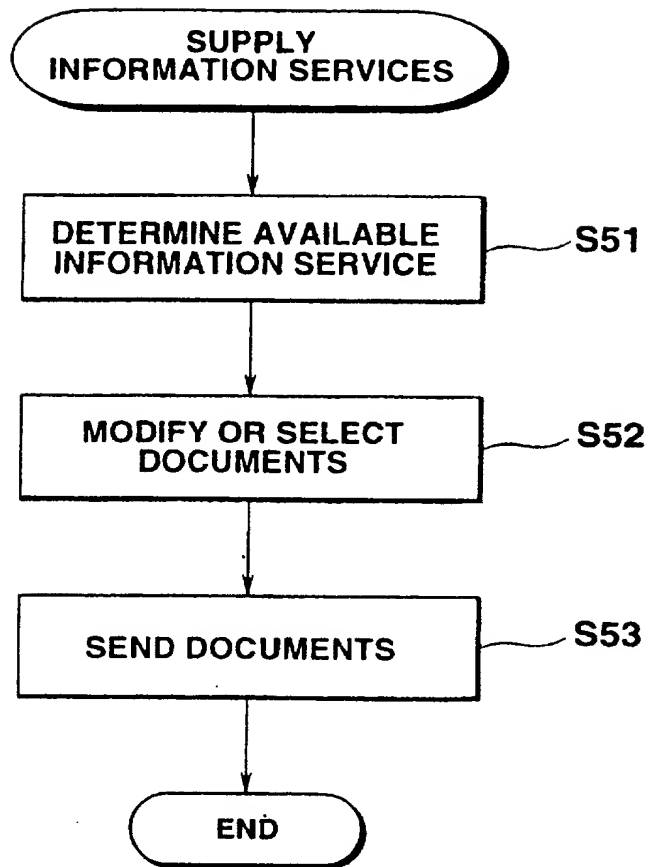 SUPPLY
INFORMATION SERVICES
DETERMINE AVAILABLE
INFORMATION SERVICE
S51
MODIFY OR SELECT
DOCUMENTS
S52
SEND DOCUMENTS
S53
END